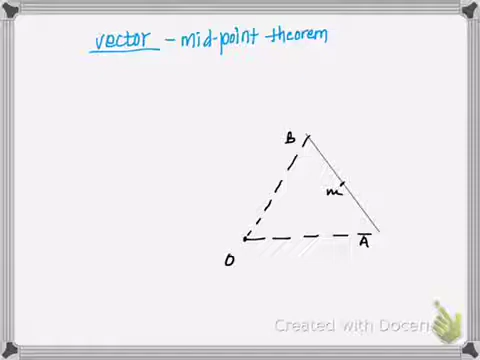 vector - mid-point theorem
B
m
A
O
Created with Doceri